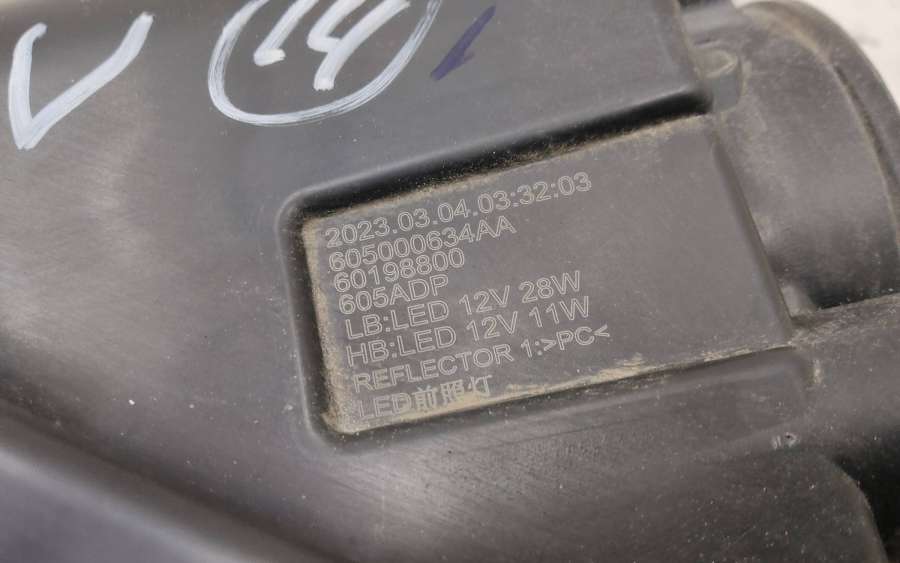 14
2023.03.04.03:32:03
605000634AA
60198800
605ADP
LB:LED 12V 28W
HB:LED 12V 11W
REFLECTOR 1:>PC<
LED前照灯